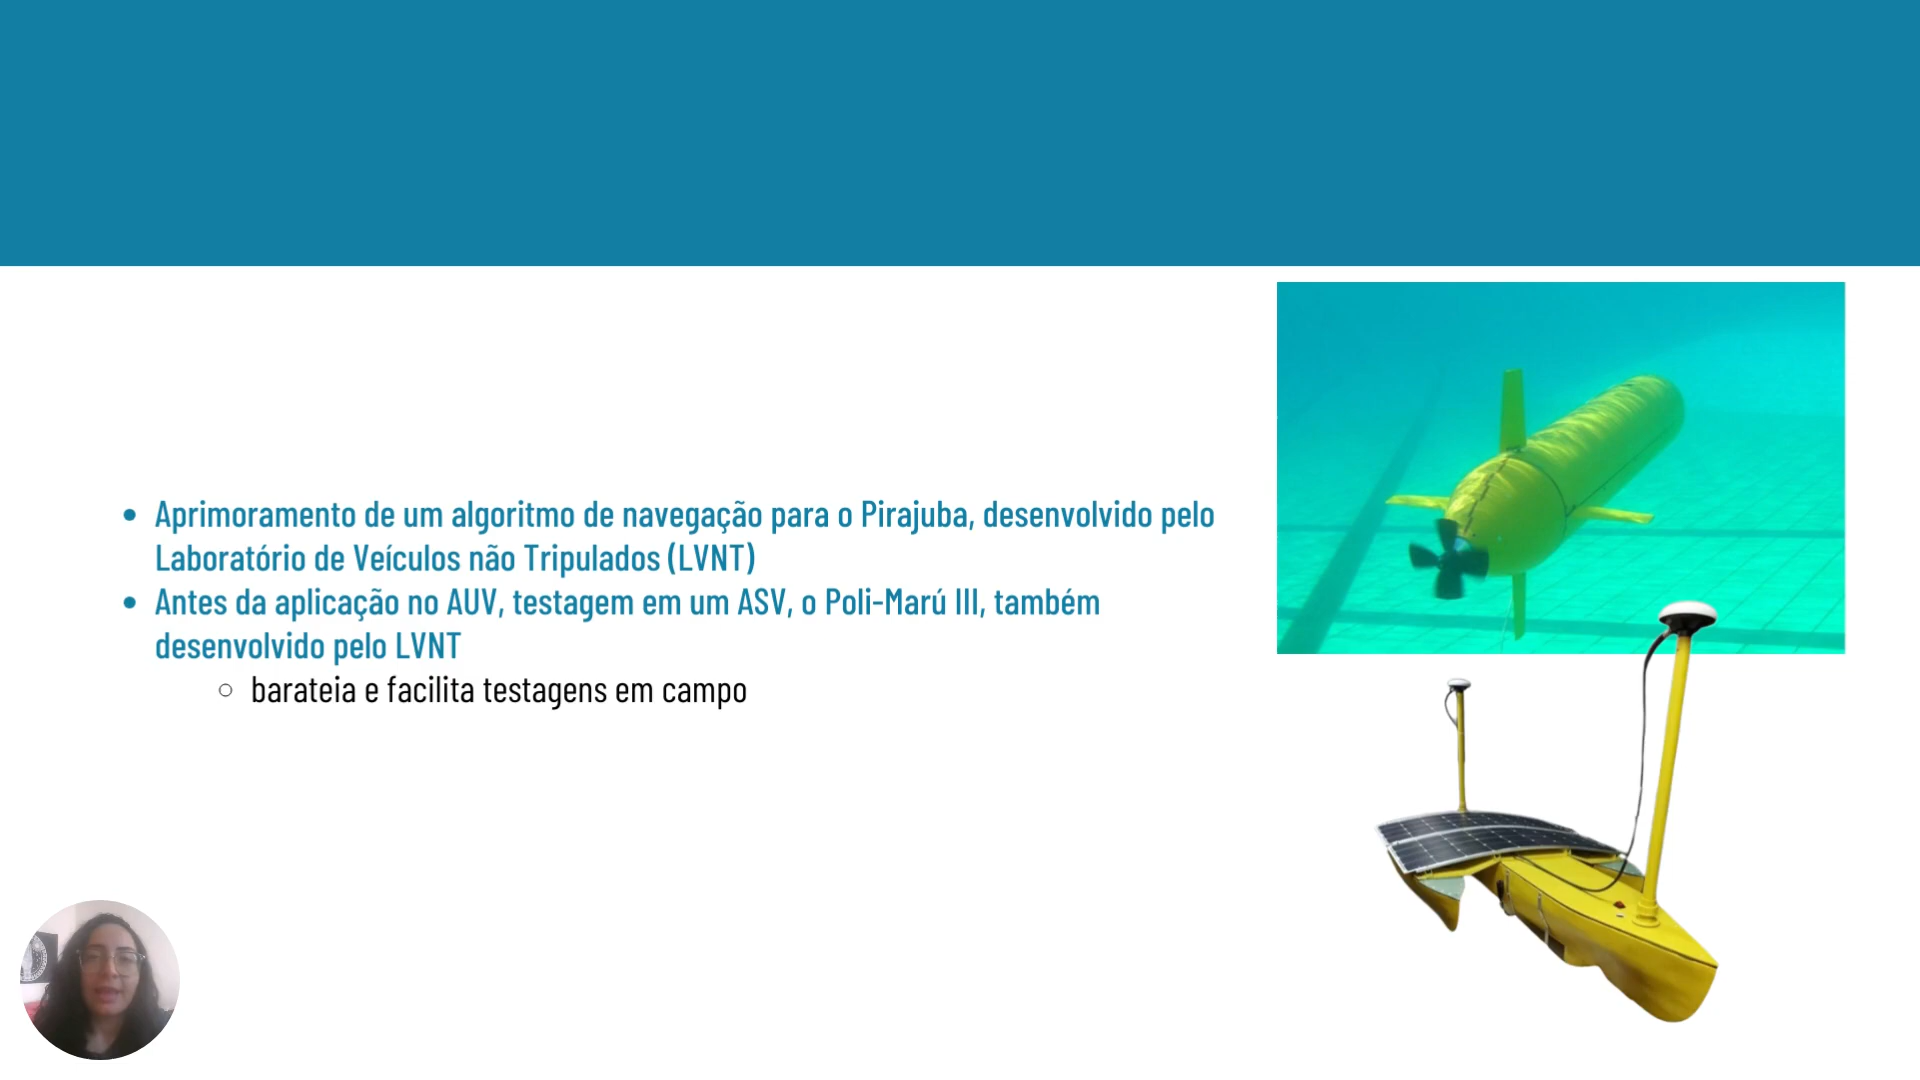 Aprimoramento de um algoritmo de navegação para o Pirajuba, desenvolvido pelo
Laboratório de Veículos não Tripulados (LVNT)
Antes da aplicação no AUV, testagem em um ASV, o Poli-Marú III, também
desenvolvido pelo LVNT
barateia e facilita testagens em campo